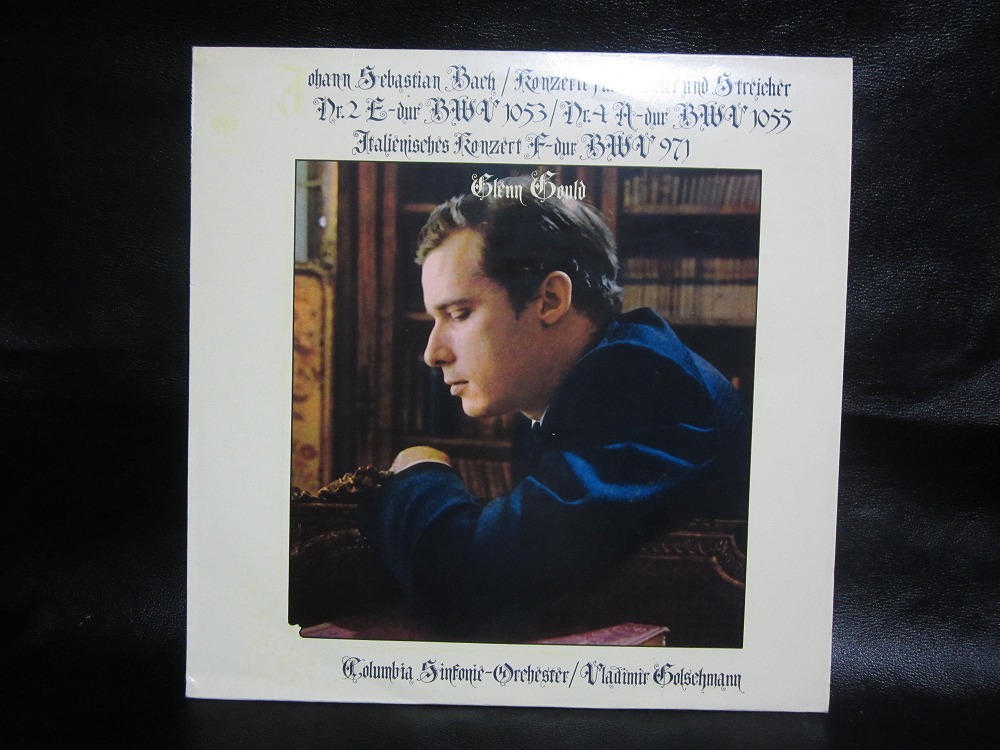 Johann Sebastian Bach / Konzerte und Streicher
Nr. 2 E-dur BWV 1053 / Nr. 4 A-dur BWV 1055
Italienisches Konzert F-dur BWV 971
Glenn Gould
Columbia Sinfonie-Orchester / Vladimir Golschmann